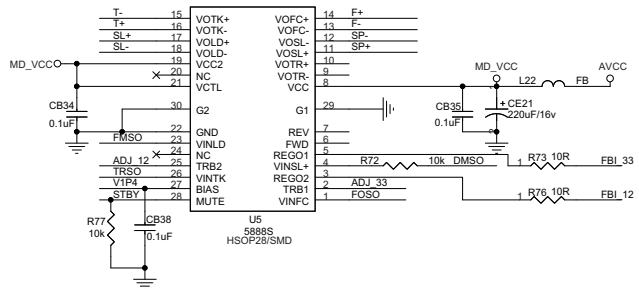 T- 15 VOTK+ VOFC+ 14 F+
T+ 16 VOTK- VOFC- 13 F-
SL+ 17 VOLD+ VOSL- 12 SP-
SL- 18 VOLD- VOSL+ 11 SP+
MD_VCC 19 VCC2 VOTR+ 10
20 NC VOTR- 9 MD_VCC AVCC
21 VCTL VCC 8 L22 FB
CB34 0.1uF 30 G2 G1 29 CB35 0.1uF + CE21 220uF/16v
22 GND REV 7
FMSO 23 VINLD FWD 6
24 NC REGO1 5
ADJ_12 25 TRB2 VINSL+ 4 R72 10k DMSO 1 R73 10R FBI_33
TRSO 26 VINTK REGO2 3
V1P4 27 BIAS TRB1 2 ADJ_33
STBY 28 MUTE VINFC 1 FOSO 1 R76 10R FBI_12
R77 10k CB38 0.1uF
U5
5888S
HSOP28/SMD